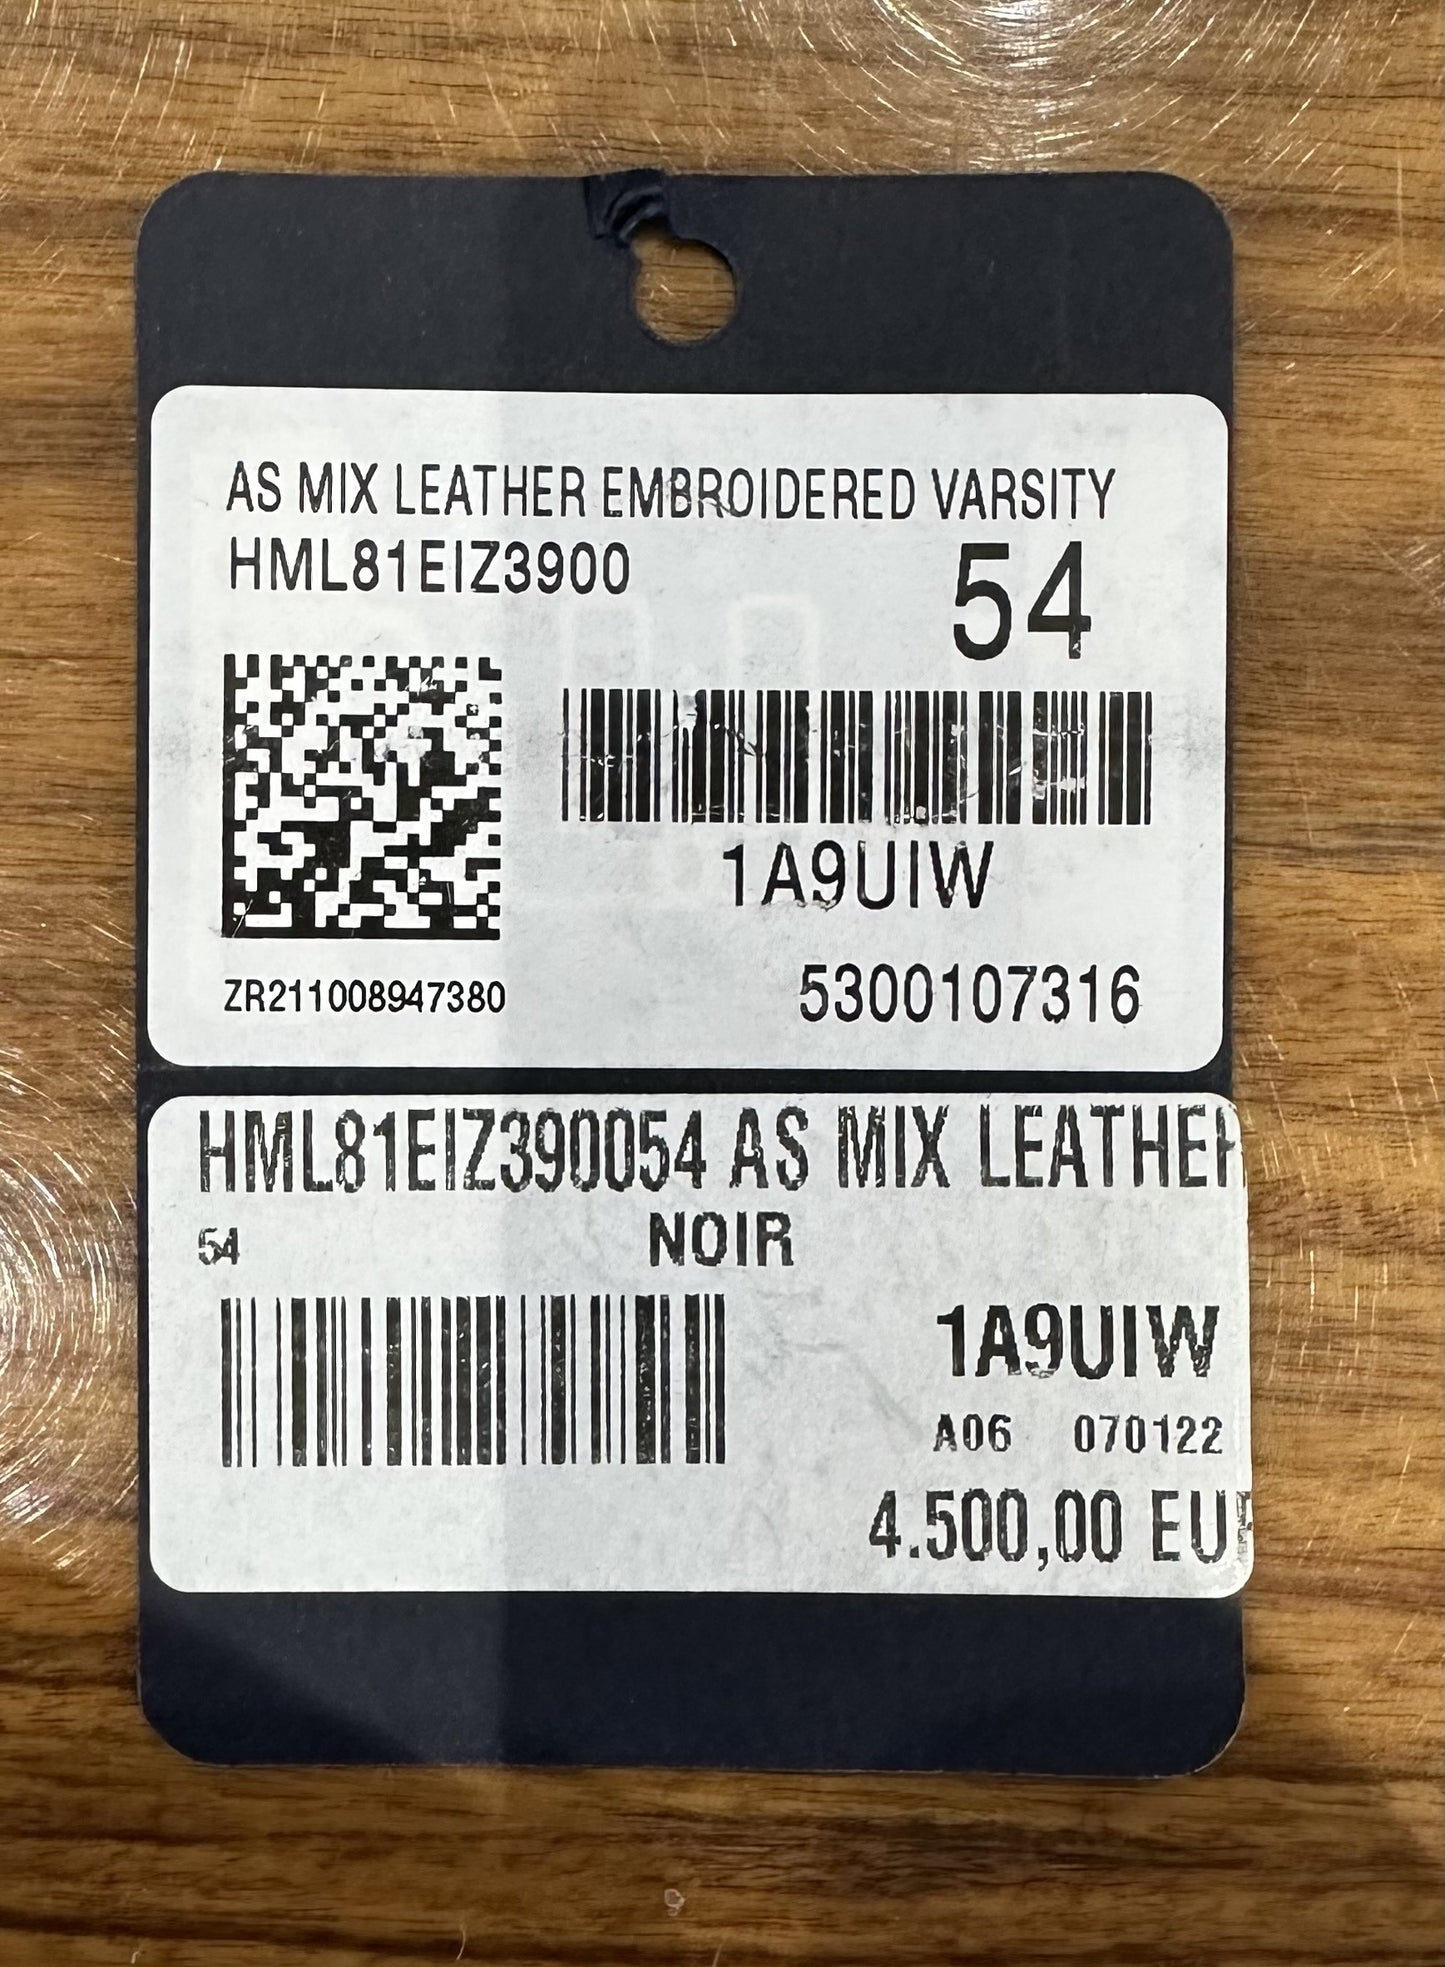 AS MIX LEATHER EMBROIDERED VARSITY
HML81EIZ3900
54
1A9UIW
ZR211008947380
5300107316
HML81EIZ390054 AS MIX LEATHER
54 NOIR
1A9UIW
A06 070122
4.500,00 EUR